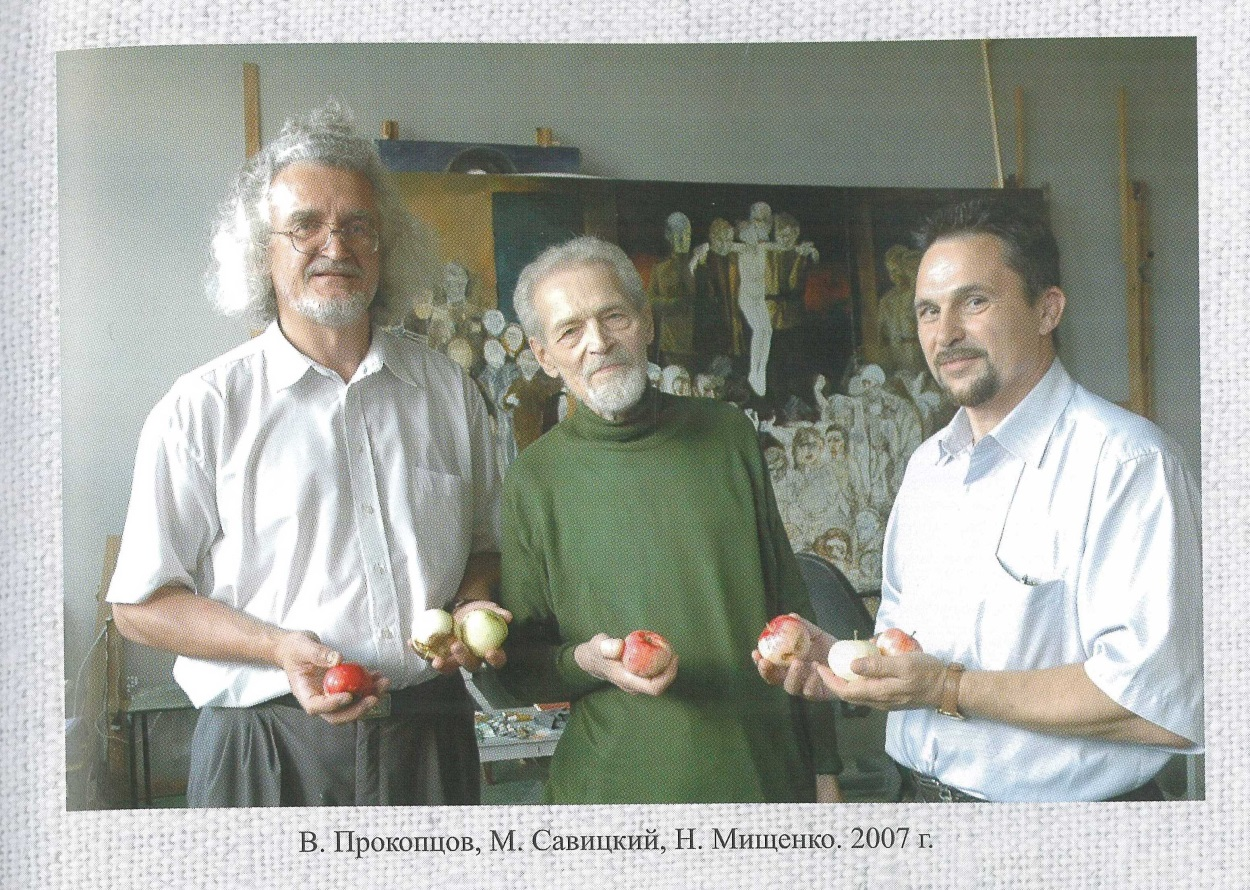 В. Прокопцов, М. Савицкий, Н. Мищенко. 2007 г.